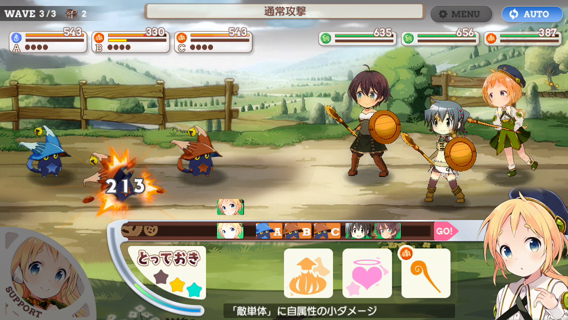 WAVE 3/3 2
通常攻撃
MENU
AUTO
543
330
543
635
656
387
A
B
C
213
A
B
C
GO!
とっておき
SUPPORT
「敵単体」に自属性の小ダメージ